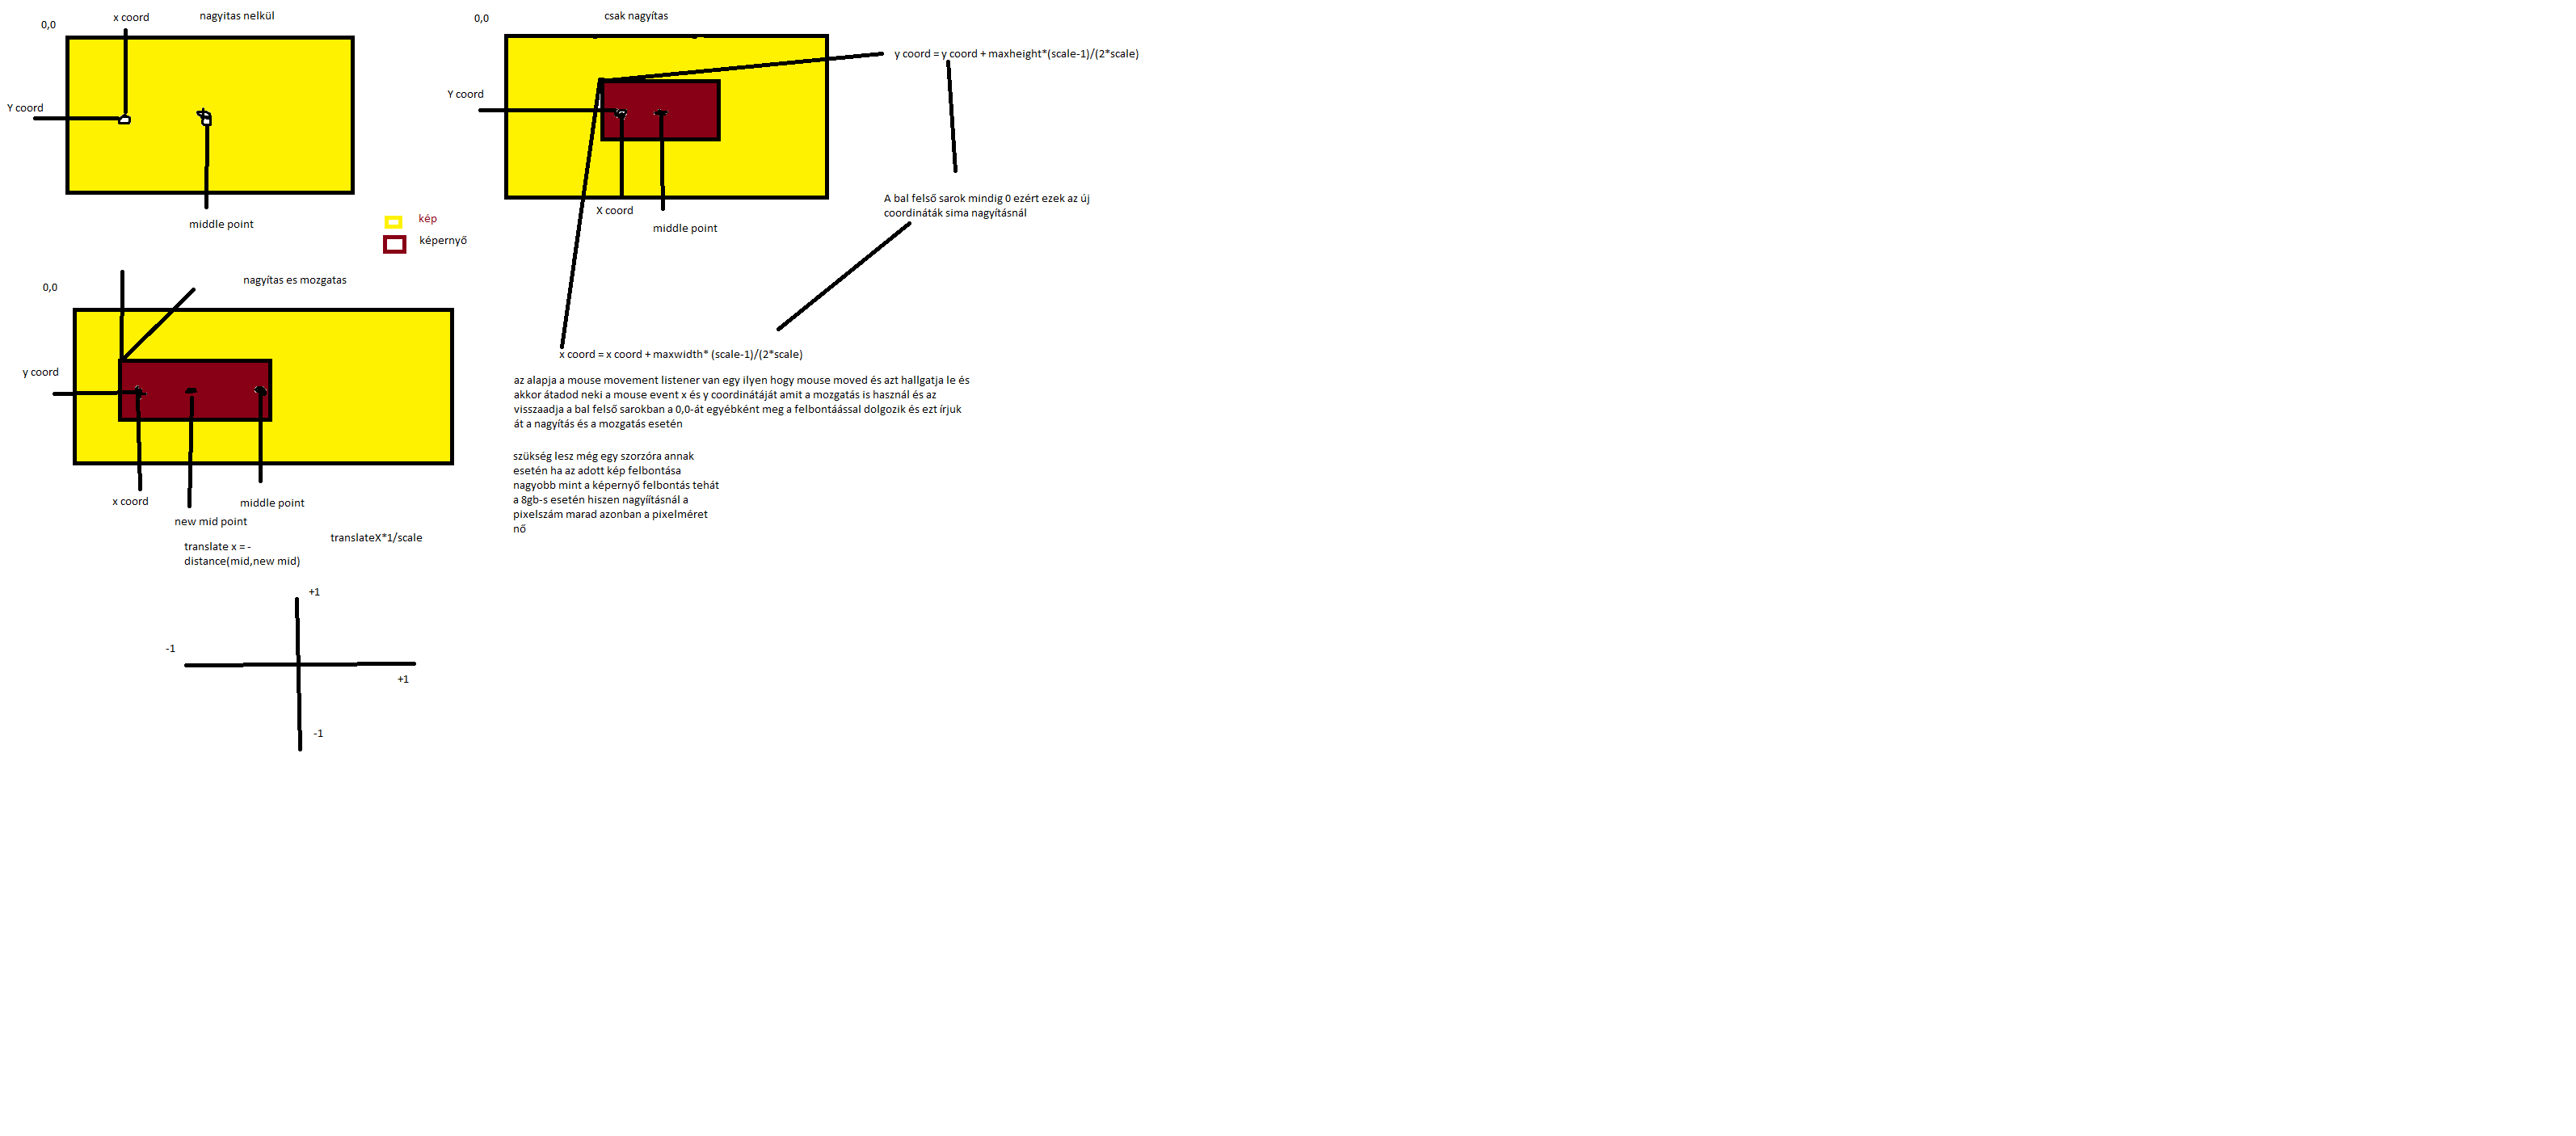 0,0
x coord
nagyitas nelkül
Y coord
middle point
kép
képernyő
0,0
csak nagyítas
y coord = y coord + maxheight*(scale-1)/(2*scale)
Y coord
A bal felső sarok mindig 0 ezért ezek az új
coordináták sima nagyításnál
X coord
middle point
0,0
nagyítas es mozgatas
y coord
x coord
middle point
new mid point
translate x = -
distance(mid,new mid)
translateX*1/scale
x coord = x coord + maxwidth* (scale-1)/(2*scale)
az alapja a mouse movement listener van egy ilyen hogy mouse moved és azt hallgatja le és
akkor átadod neki a mouse event x és y coordinátáját amit a mozgatás is használ és az
visszaadja a bal felső sarokban a 0,0-át egyébként meg a felbontáással dolgozik és ezt írjuk
át a nagyítás és a mozgatás esetén
szükség lesz még egy szorzóra annak
esetén ha az adott kép felbontása
nagyobb mint a képernyő felbontás tehát
a 8gb-s esetén hiszen nagyíításnál a
pixelszám marad azonban a pixelméret
nő
+1
-1
+1
-1